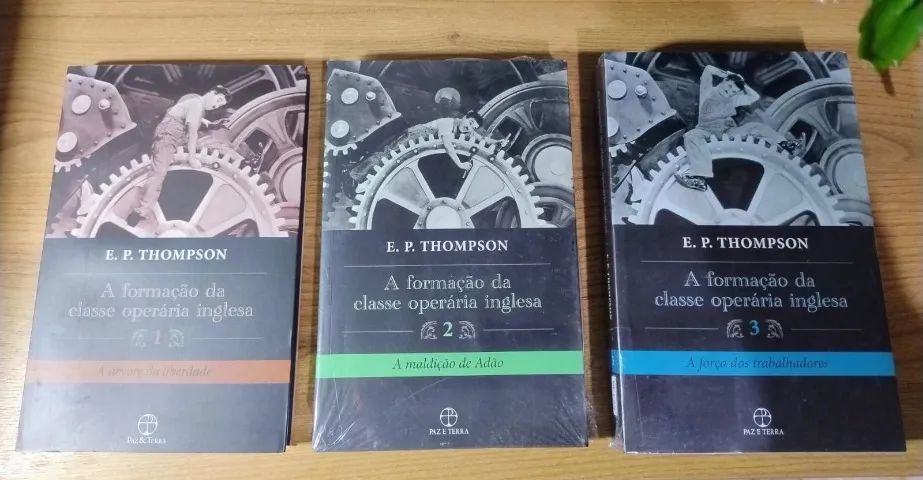 E. P. THOMPSON
A formação da
classe operária inglesa
1
A árvore da liberdade
PAZ & TERRA
E. P. THOMPSON
A formação da
classe operária inglesa
2
A maldição de Adão
PAZ E TERRA
E. P. THOMPSON
A formação da
classe operária inglesa
3
A força dos trabalhadores
PAZ E TERRA